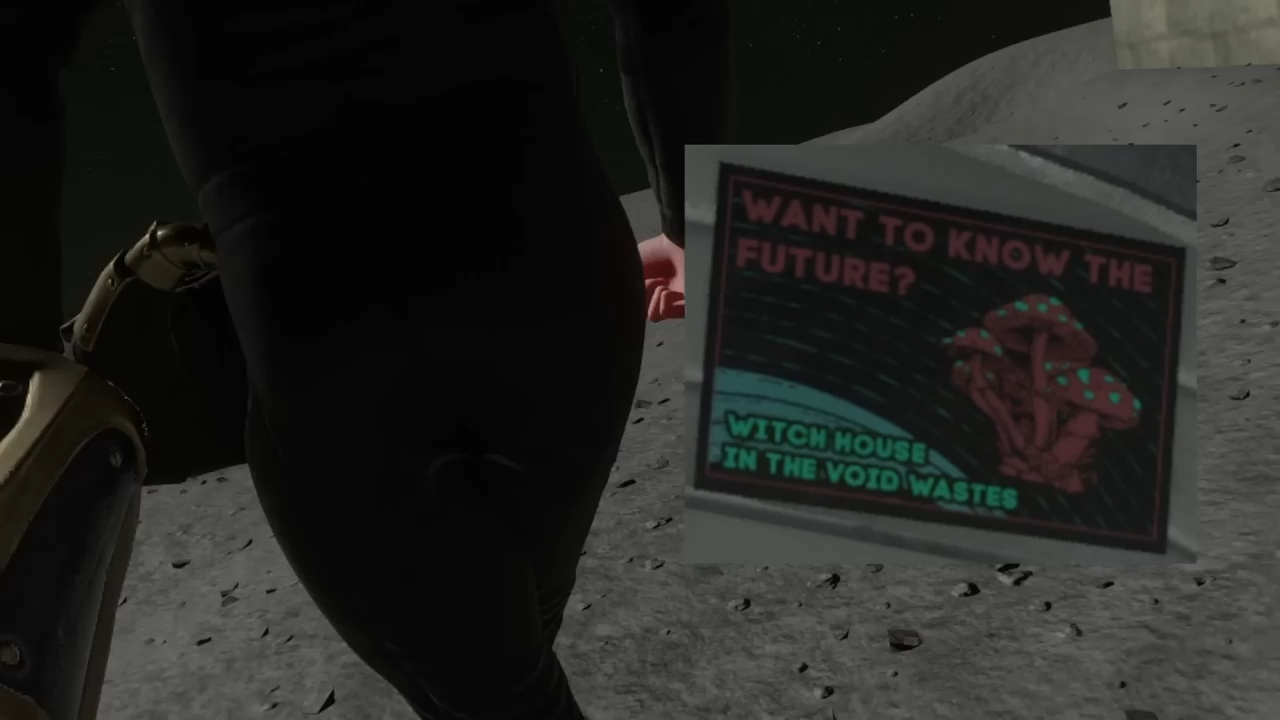 WANT TO KNOW THE
FUTURE?
WITCH HOUSE
IN THE VOID WASTES